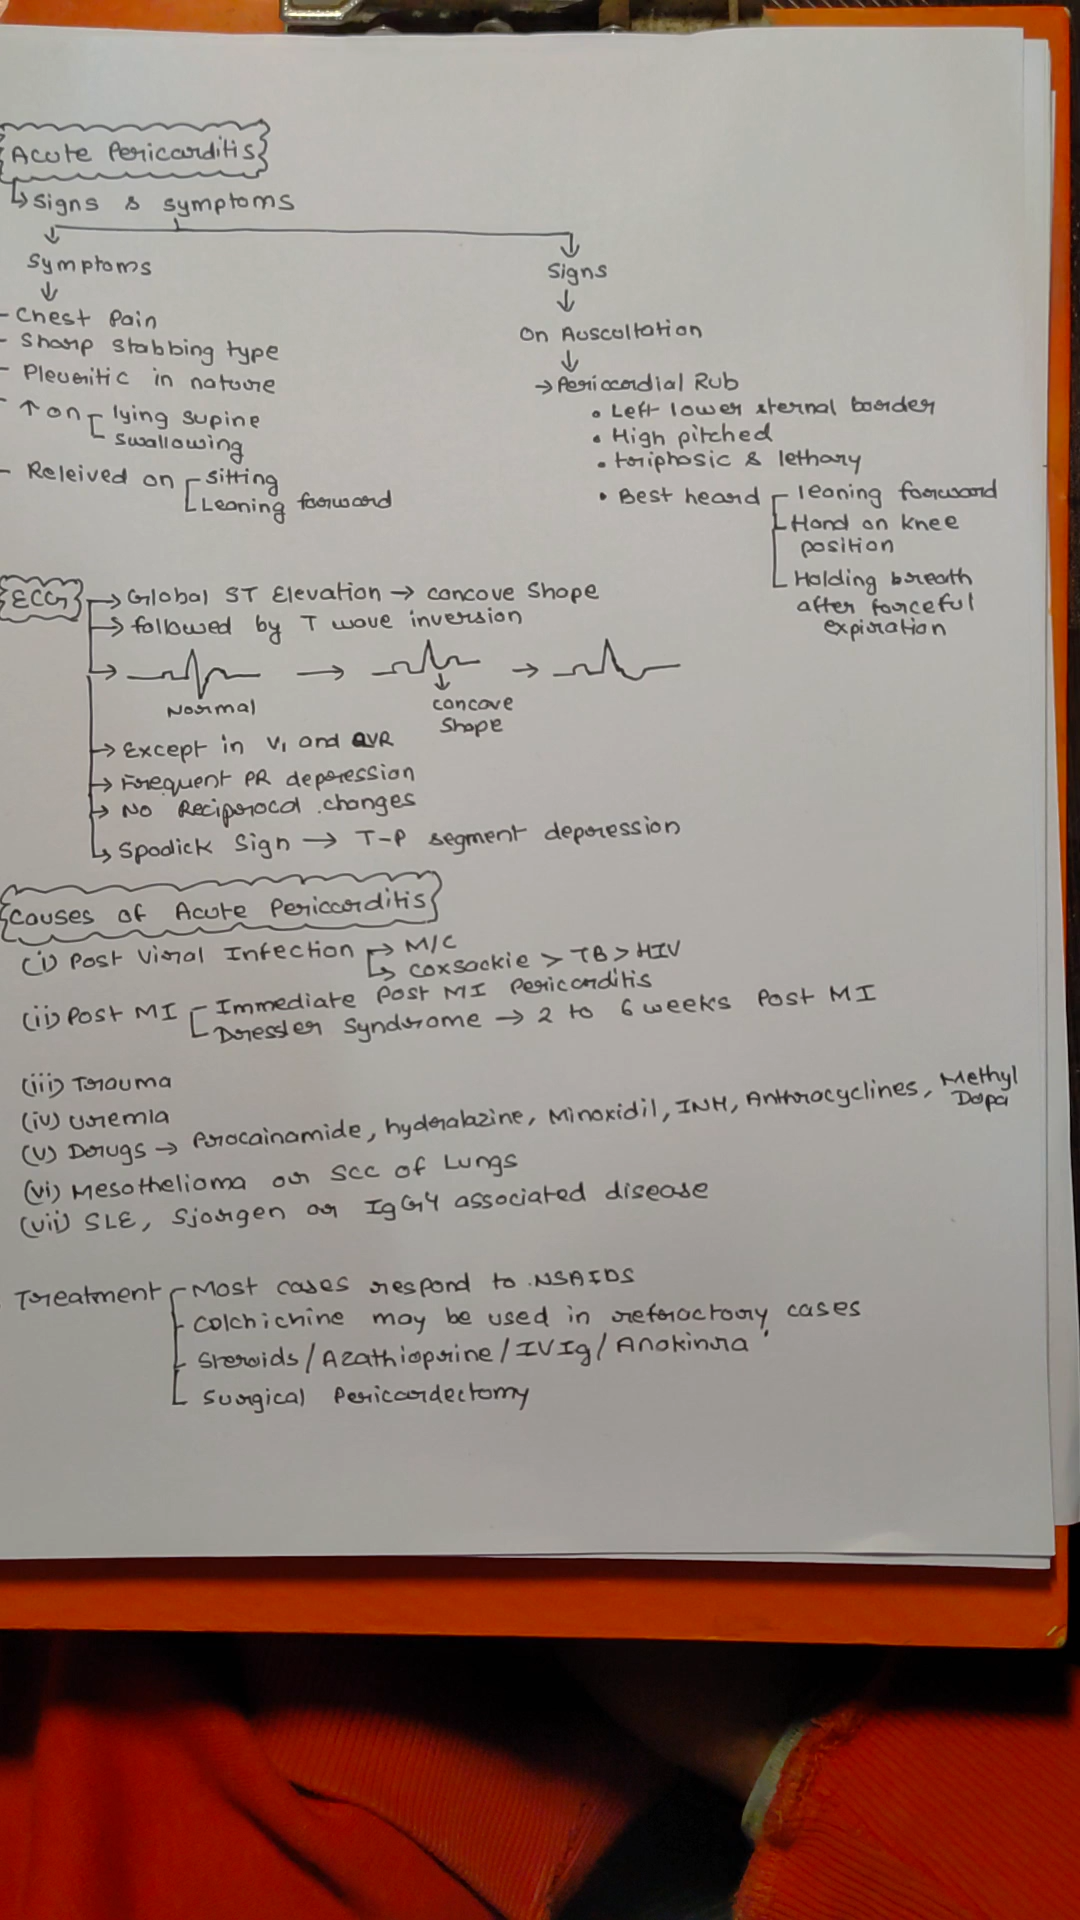 Acute Pericarditis
↳ Signs & symptoms
Symptoms
- Chest Pain
- Sharp stabbing type
- Pleuritic in nature
- ↑ on lying supine
swallowing
- Releived on sitting
Leaning forward
Signs
On Auscultation
→ Pericardial Rub
• Left lower sternal border
• High pitched
• triphasic & lethary
• Best heard leaning forward
Hand on knee
position
Holding breath
after forceful
expiration
ECG → Global ST Elevation → concave Shape
→ followed by T wave inversion
→ → →
Normal
concave
Shape
→ Except in V1 and aVR
→ Frequent PR depression
→ No Reciprocal changes
↳ Spodick Sign → T-P segment depression
Causes of Acute Pericarditis
(i) Post Viral Infection → M/C
↳ coxsackie > TB > HIV
(ii) Post MI Immediate Post MI Pericarditis
Dressler Syndrome → 2 to 6 weeks Post MI
(iii) Trauma
(iv) uremia
(v) Drugs → Procainamide, hyderalazine, Minoxidil, INH, Anthracyclines, Methyl
Dopa
(vi) Mesothelioma or SCC of Lungs
(vii) SLE, Sjorgen or IgG4 associated disease
Treatment Most cases respond to NSAIDS
Colchichine may be used in refractory cases
Steroids/Azathioprine/IVIg/Anakinra
Surgical Pericardectomy